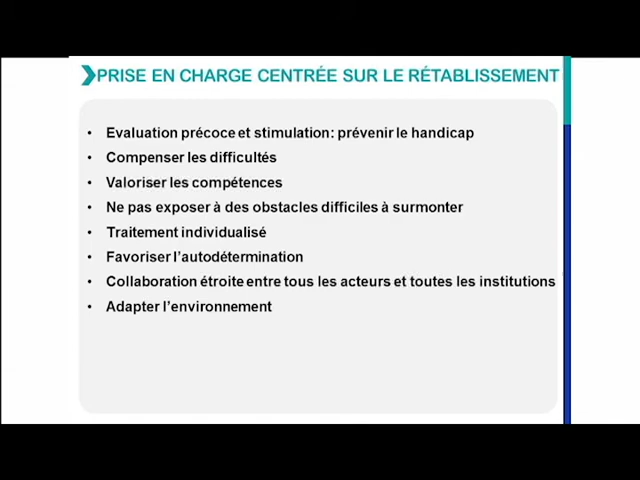 PRISE EN CHARGE CENTRÉE SUR LE RÉTABLISSEMENT
• Evaluation précoce et stimulation: prévenir le handicap
• Compenser les difficultés
• Valoriser les compétences
• Ne pas exposer à des obstacles difficiles à surmonter
• Traitement individualisé
• Favoriser l'autodétermination
• Collaboration étroite entre tous les acteurs et toutes les institutions
• Adapter l'environnement